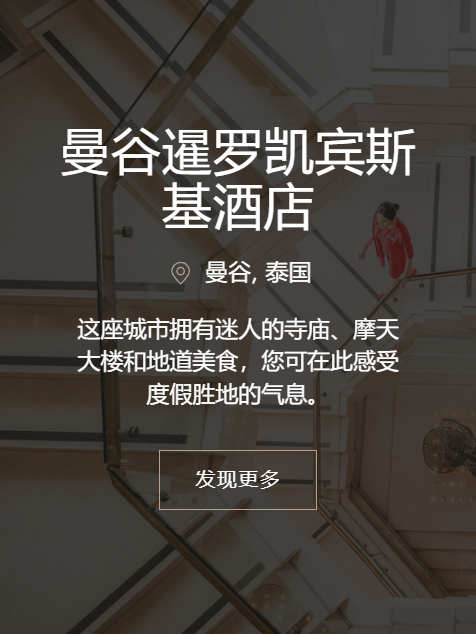 曼谷暹罗凯宾斯
基酒店
曼谷, 泰国
这座城市拥有迷人的寺庙、摩天
大楼和地道美食，您可在此感受
度假胜地的气息。
发现更多